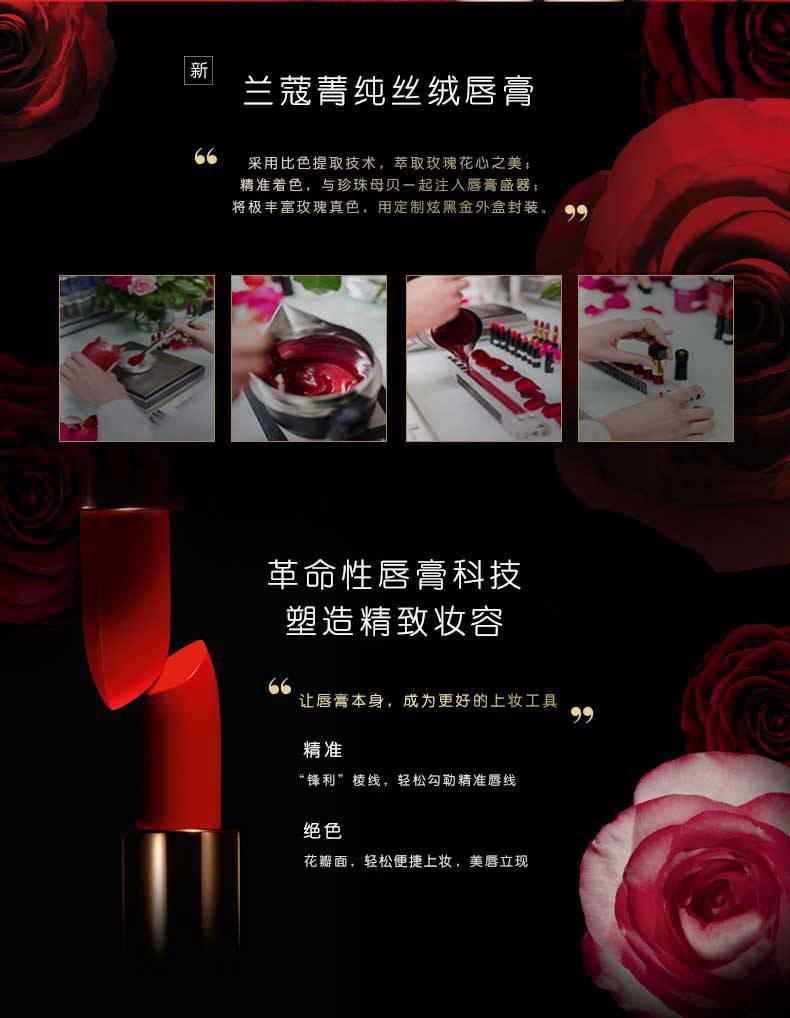 新
兰蔻菁纯丝绒唇膏
“
采用比色提取技术，萃取玫瑰花心之美；
精准着色，与珍珠母贝一起注入唇膏盛器；
将极丰富玫瑰真色，用定制炫黑金外盒封装。
”
革命性唇膏科技
塑造精致妆容
“
让唇膏本身，成为更好的上妆工具
”
精准
“锋利”棱线，轻松勾勒精准唇线
绝色
花瓣面，轻松便捷上妆，美唇立现